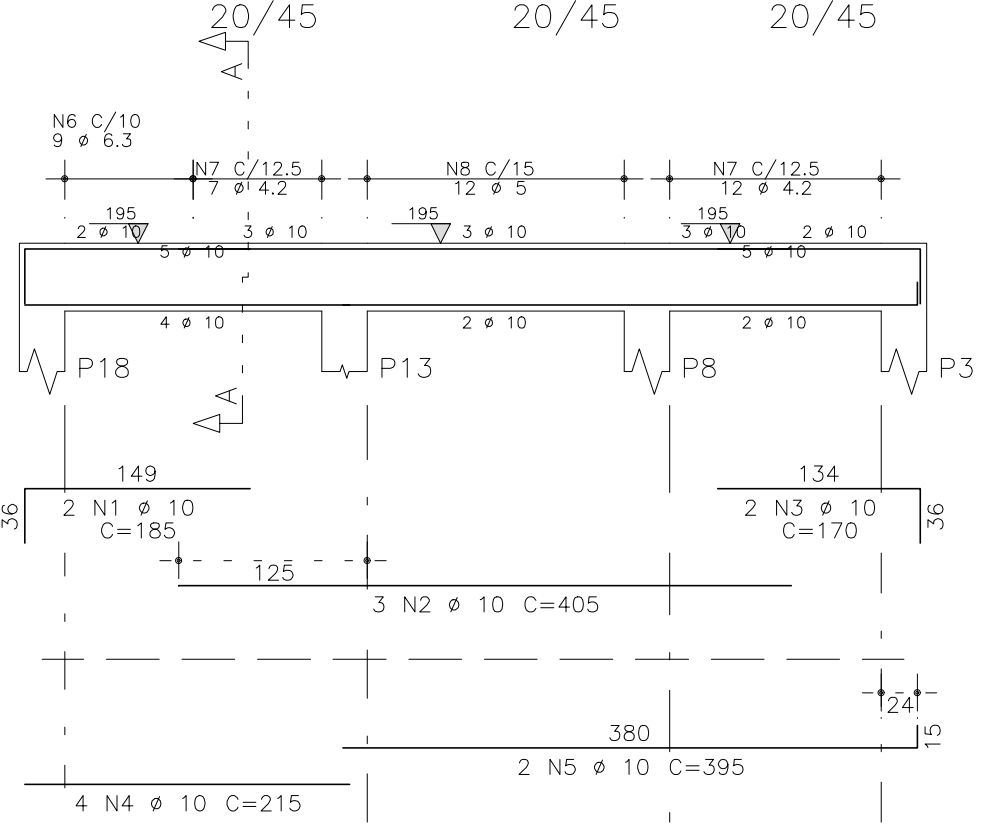 20/45 20/45 20/45
A
N6 C/10
9 ø 6.3
N7 C/12.5 N8 C/15 N7 C/12.5
7 ø 4.2 12 ø 5 12 ø 4.2
195 195 195
2 ø 10 3 ø 10 3 ø 10 3 ø 10 2 ø 10
5 ø 10 5 ø 10
4 ø 10 2 ø 10 2 ø 10
P18 P13 P8 P3
A
149 134
36 2 N1 ø 10 2 N3 ø 10 36
C=185 C=170
125
3 N2 ø 10 C=405
24
380 15
2 N5 ø 10 C=395
4 N4 ø 10 C=215